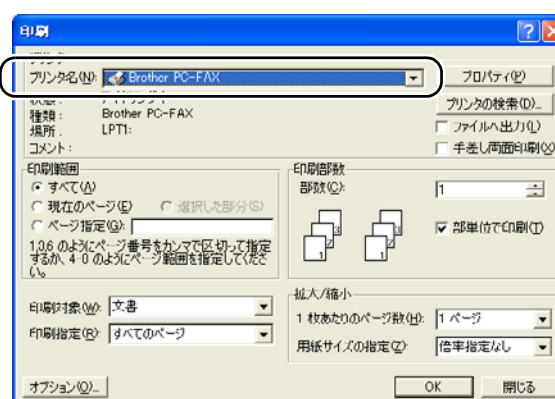 印刷
プリンタ名(N): Brother PC-FAX
プロパティ(P)
プリンタの検索(D)...
種類: Brother PC-FAX
ファイルへ出力(L)
場所: LPT1:
手差し両面印刷(X)
コメント:
印刷範囲
すべて(A)
現在のページ(E) 選択した部分(S)
ページ指定(G):
1,3,6 のようにページ番号をカンマで区切って指定
するか、4-0 のようにページ範囲を指定してくださ
い。
印刷部数
部数(C): 1
部単位で印刷(T)
印刷対象(W): 文書
印刷指定(R): すべてのページ
拡大/縮小
1 枚あたりのページ数(H): 1 ページ
用紙サイズの指定(Z): 倍率指定なし
オプション(O)...
OK
閉じる